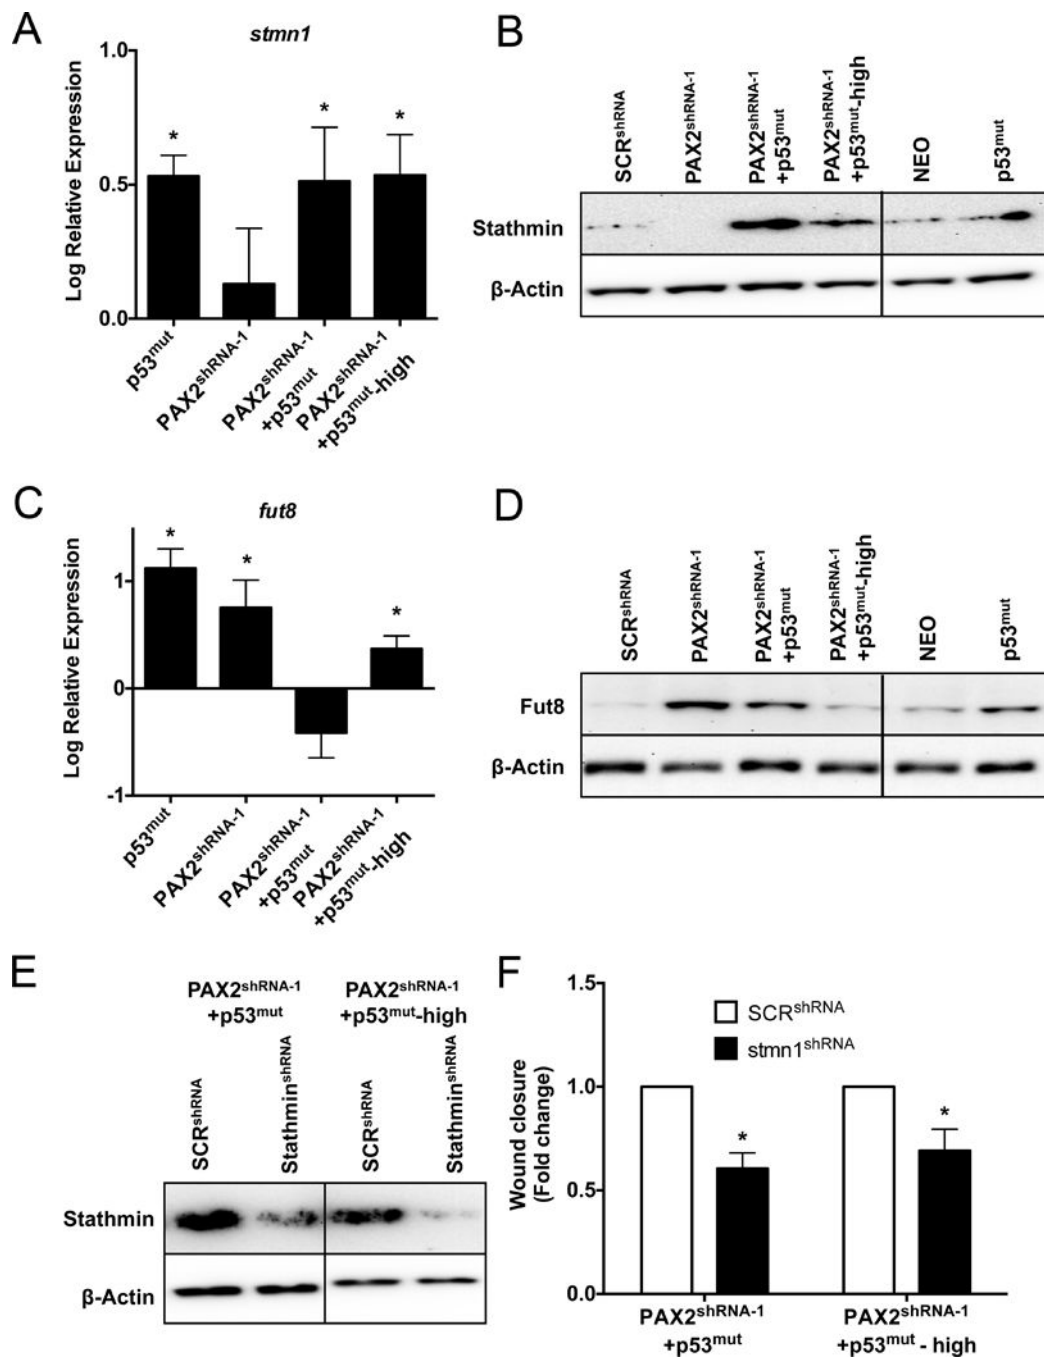 A
stmn1
Log Relative Expression
1.0
0.5
0.0
p53mut
PAX2shRNA-1
PAX2shRNA-1
+p53mut
PAX2shRNA-1
+p53mut-high
B
SCRshRNA
PAX2shRNA-1
PAX2shRNA-1
+p53mut
PAX2shRNA-1
+p53mut-high
NEO
p53mut
Stathmin
β-Actin
C
fut8
Log Relative Expression
1
0
-1
p53mut
PAX2shRNA-1
PAX2shRNA-1
+p53mut
PAX2shRNA-1
+p53mut-high
D
SCRshRNA
PAX2shRNA-1
PAX2shRNA-1
+p53mut
PAX2shRNA-1
+p53mut-high
NEO
p53mut
Fut8
β-Actin
E
PAX2shRNA-1
+p53mut
PAX2shRNA-1
+p53mut-high
SCRshRNA
StathminshRNA
SCRshRNA
StathminshRNA
Stathmin
β-Actin
F
Wound closure
(Fold change)
1.5
1.0
0.5
0.0
SCRshRNA
stmn1shRNA
PAX2shRNA-1
+p53mut
PAX2shRNA-1
+p53mut - high